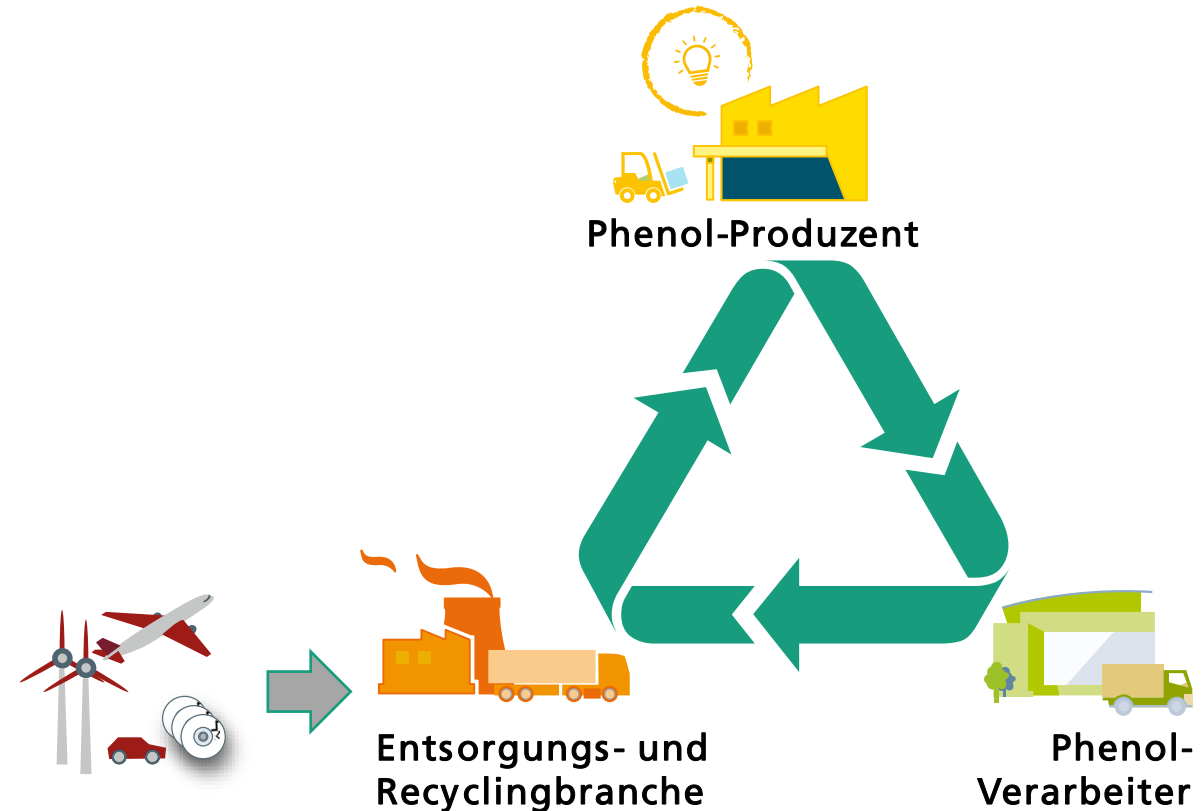 Phenol-Produzent
Entsorgungs- und
Recyclingbranche
Phenol-
Verarbeiter